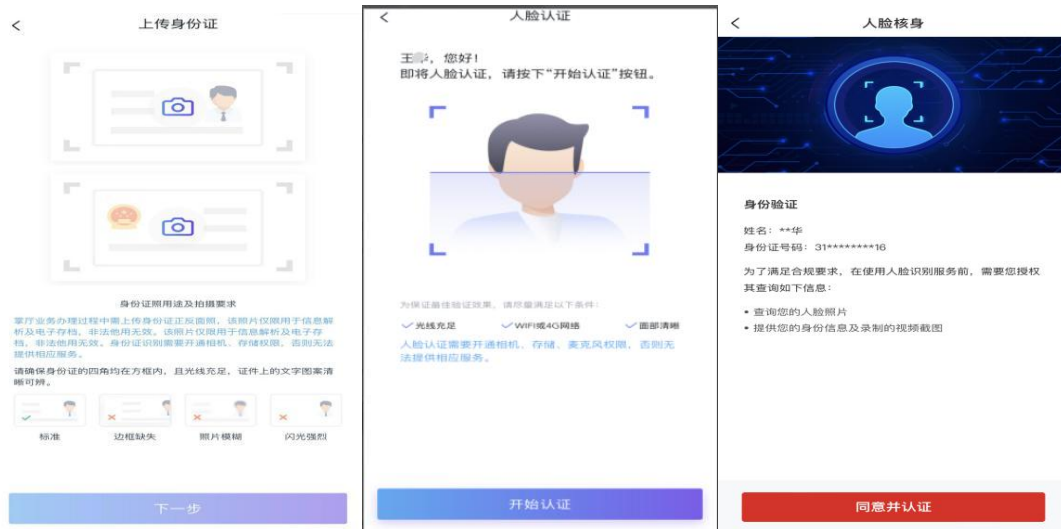 上传身份证
身份证照用途及拍摄要求
掌厅业务办理过程中需上传身份证正反面照，该照片仅限用于信息解
析及电子存档，非法他用无效。该照片仅限用于信息解析及电子存
档，非法他用无效。身份证识别需要开通相机、存储权限，否则无法
提供相应服务。
请确保身份证的四角均在方框内，且光线充足，证件上的文字图案清
晰可辨。
标准
边框缺失
照片模糊
闪光强烈
下一步
人脸认证
王华，您好！
即将人脸认证，请按下“开始认证”按钮。
为保证最佳验证效果，请尽量满足以下条件：
光线充足
WIFI或4G网络
面部清晰
人脸认证需要开通相机、存储、麦克风权限，否则无
法提供相应服务。
开始认证
人脸核身
身份验证
姓名：**华
身份证号码：31********16
为了满足合规要求，在使用人脸识别服务前，需要您授权
其查询如下信息：
• 查询您的人脸照片
• 提供您的身份信息及录制的视频截图
同意并认证